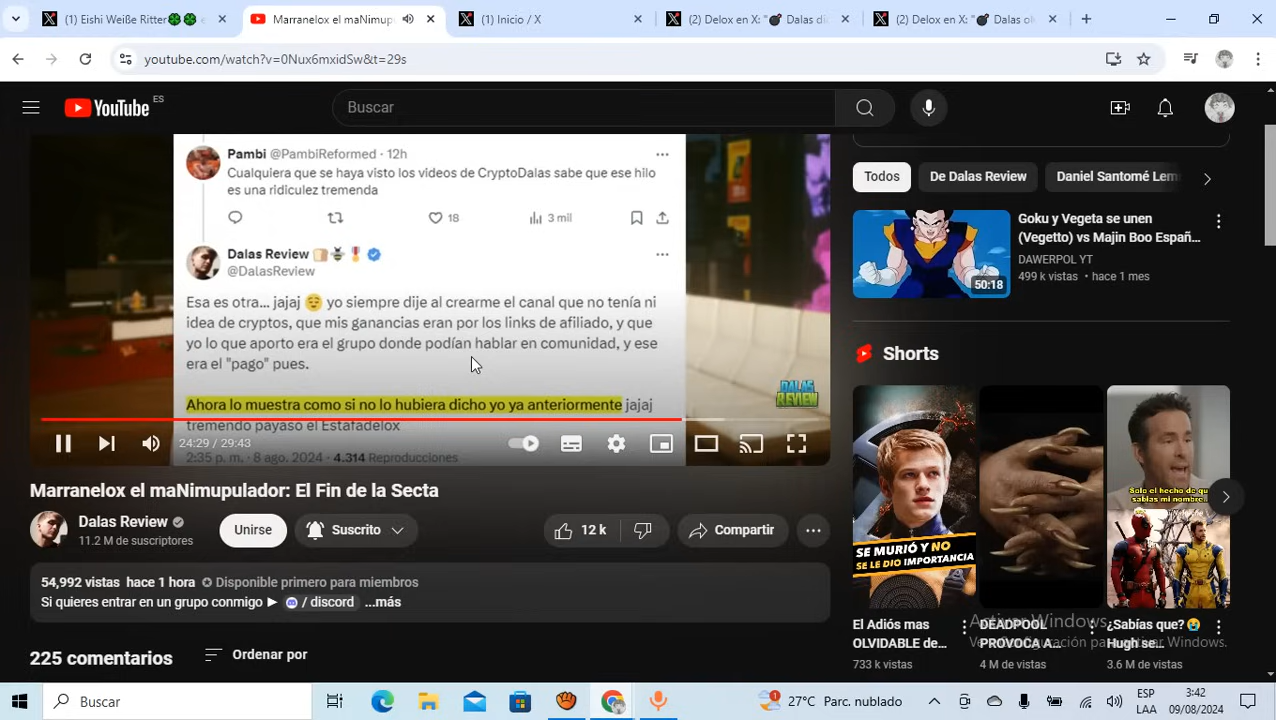 (1) Eishi Weiße Ritter🍀🍀 e
Marranelox el maNimup
(1) Inicio / X
(2) Delox en X: "💣 Dalas di
(2) Delox en X: "💣 Dalas ol
youtube.com/watch?v=0Nux6mxidSw&t=29s
YouTube ES
Buscar
Pambi @PambiReformed · 12h
Cualquiera que se haya visto los videos de CryptoDalas sabe que ese hilo
es una ridiculez tremenda
18
3 mil
Dalas Review
@DalasReview
Esa es otra... jajaj 😌 yo siempre dije al crearme el canal que no tenía ni
idea de cryptos, que mis ganancias eran por los links de afiliado, y que
yo lo que aporto era el grupo donde podían hablar en comunidad, y ese
era el "pago" pues.
Ahora lo muestra como si no lo hubiera dicho yo ya anteriormente jajaj
tremendo payaso el Estafadelox
2:35 p. m. · 8 ago. 2024 · 4.314 Reproducciones
DALAS
REVIEW
24:29 / 29:43
Marranelox el maNimupulador: El Fin de la Secta
Dalas Review
11.2 M de suscriptores
Unirse
Suscrito
12 k
Compartir
54,992 vistas hace 1 hora Disponible primero para miembros
Si quieres entrar en un grupo conmigo ► / discord ...más
225 comentarios
Ordenar por
Todos
De Dalas Review
Daniel Santomé Lem
Goku y Vegeta se unen
(Vegetto) vs Majin Boo Españ...
DAWERPOL YT
499 k vistas · hace 1 mes
50:18
Shorts
SE MURIÓ Y NO
SE LE DIO IMPORTANCIA
Solo el hecho de que
sabías mi nombre..
El Adiós mas
OLVIDABLE de...
733 k vistas
DEADPOOL
PROVOCA A...
4 M de vistas
¿Sabías que? 😭
Hugh se...
3.6 M de vistas
Activar Windows
Ve a Configuración para activar Windows.
Buscar
27°C Parc. nublado
ESP
LAA
3:42
09/08/2024